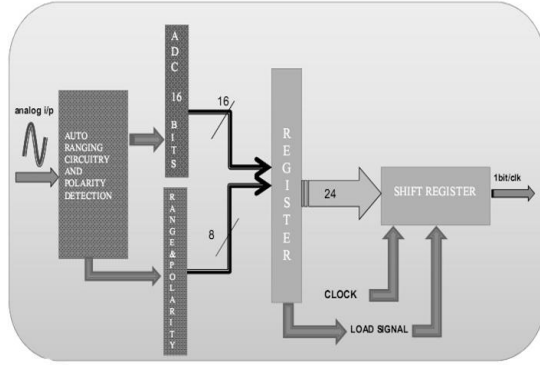 analog i/p
AUTO
RANGING
CIRCUITRY
AND
POLARITY
DETECTION
ADC 16 BITS
RANGE&POLARITY
16
8
REGISTER
24
SHIFT REGISTER
1bit/clk
CLOCK
LOAD SIGNAL